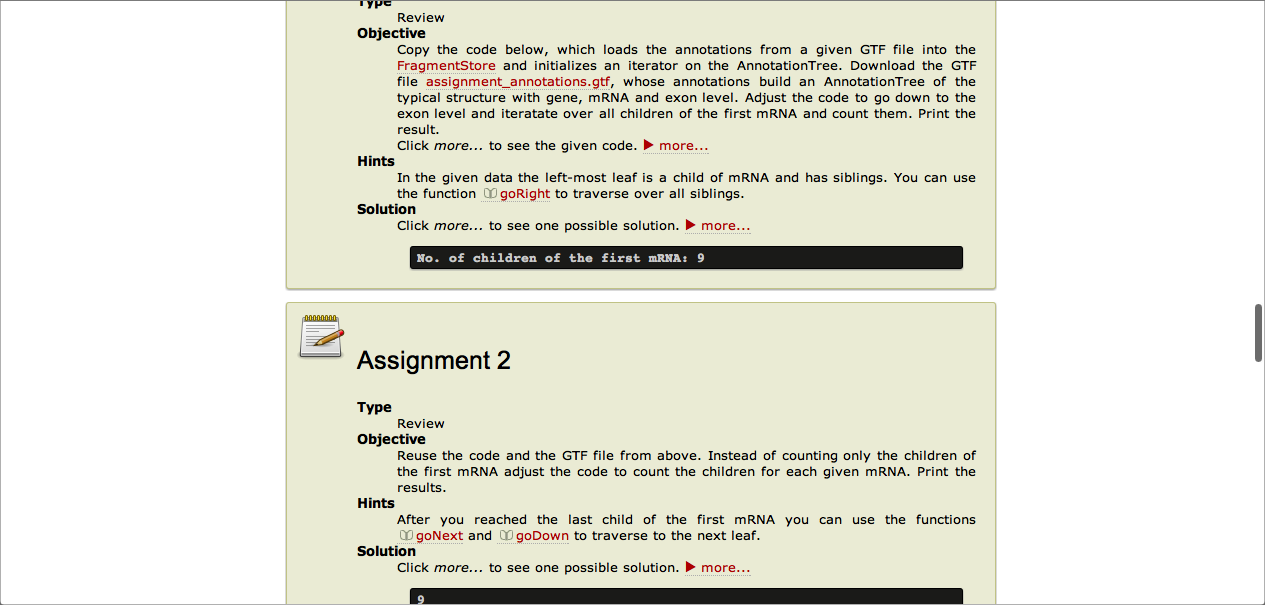 Type
Review
Objective
Copy the code below, which loads the annotations from a given GTF file into the
FragmentStore and initializes an iterator on the AnnotationTree. Download the GTF
file assignment_annotations.gtf, whose annotations build an AnnotationTree of the
typical structure with gene, mRNA and exon level. Adjust the code to go down to the
exon level and iteratate over all children of the first mRNA and count them. Print the
result.
Click more... to see the given code. ▶ more...
Hints
In the given data the left-most leaf is a child of mRNA and has siblings. You can use
the function goRight to traverse over all siblings.
Solution
Click more... to see one possible solution. ▶ more...
No. of children of the first mRNA: 9
Assignment 2
Type
Review
Objective
Reuse the code and the GTF file from above. Instead of counting only the children of
the first mRNA adjust the code to count the children for each given mRNA. Print the
results.
Hints
After you reached the last child of the first mRNA you can use the functions
goNext and goDown to traverse to the next leaf.
Solution
Click more... to see one possible solution. ▶ more...
9